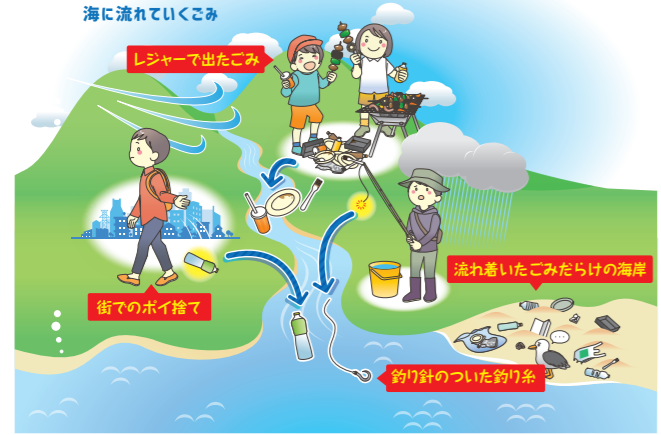 海に流れていくごみ
レジャーで出たごみ
流れ着いたごみだらけの海岸
街でのポイ捨て
釣り針のついた釣り糸